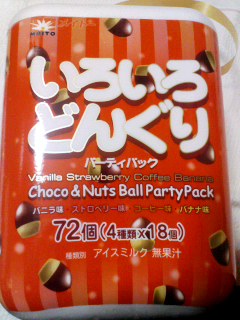 MEITO
いろいろ
どんぐり
パーティパック
Vanilla Strawberry Coffee Banana
Choco & Nuts Ball Party Pack
バニラ味 ストロベリー味 コーヒー味 バナナ味
72個(4種類×18個)
種類別 アイスミルク 無果汁